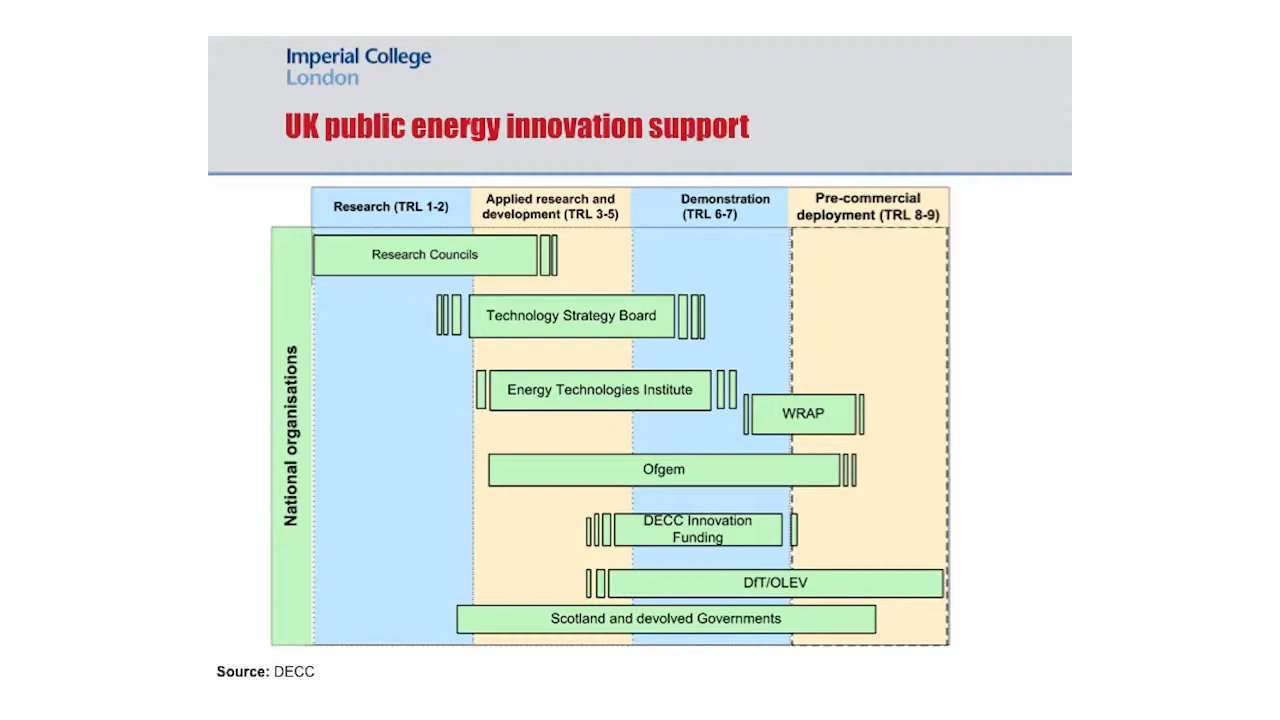 Imperial College
London
UK public energy innovation support
Research (TRL 1-2)
Applied research and
development (TRL 3-5)
Demonstration
(TRL 6-7)
Pre-commercial
deployment (TRL 8-9)
National organisations
Research Councils
Technology Strategy Board
Energy Technologies Institute
WRAP
Ofgem
DECC Innovation
Funding
DfT/OLEV
Scotland and devolved Governments
Source: DECC